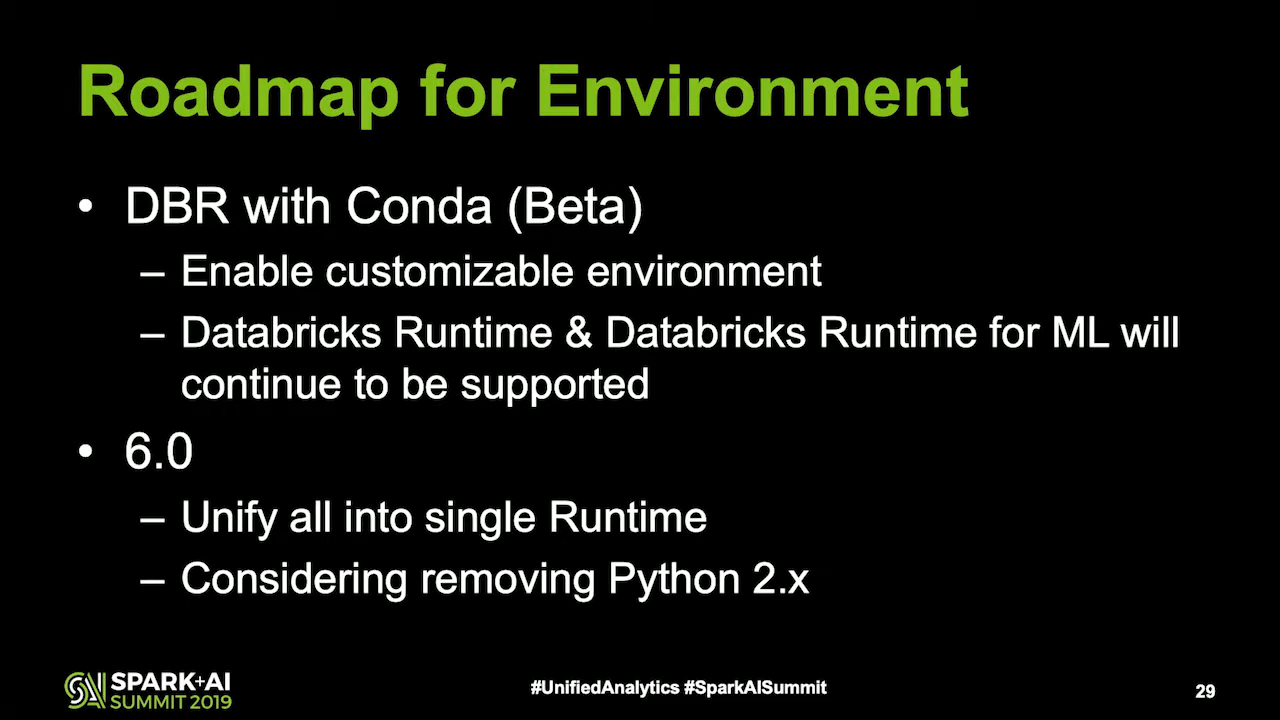 Roadmap for Environment
• DBR with Conda (Beta)
– Enable customizable environment
– Databricks Runtime & Databricks Runtime for ML will
continue to be supported
• 6.0
– Unify all into single Runtime
– Considering removing Python 2.x
SPARK+AI
SUMMIT 2019
#UnifiedAnalytics #SparkAISummit
29